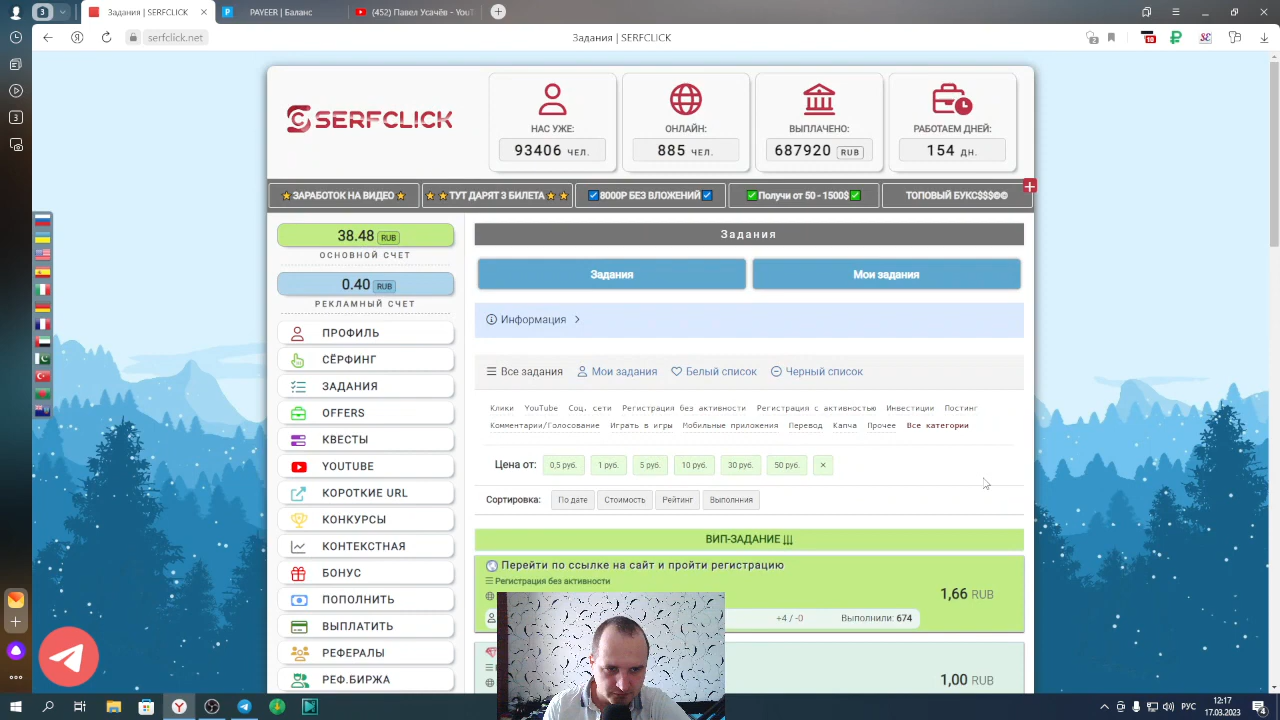 3
Задания | SERFCLICK
PAYEER | Баланс
(452) Павел Усачёв - You
serfclick.net
Задания | SERFCLICK
2
10
3
SERFCLICK
НАС УЖЕ:
93406 ЧЕЛ.
ОНЛАЙН:
885 ЧЕЛ.
ВЫПЛАЧЕНО:
687920 RUB
РАБОТАЕМ ДНЕЙ:
154 ДН.
ЗАРАБОТОК НА ВИДЕО
ТУТ ДАРЯТ 3 БИЛЕТА
8000Р БЕЗ ВЛОЖЕНИЙ
Получи от 50 - 1500$
ТОПОВЫЙ БУКС$$$©©
38.48 RUB
ОСНОВНОЙ СЧЕТ
0.40 RUB
РЕКЛАМНЫЙ СЧЕТ
ПРОФИЛЬ
СЁРФИНГ
ЗАДАНИЯ
OFFERS
КВЕСТЫ
YOUTUBE
КОРОТКИЕ URL
КОНКУРСЫ
КОНТЕКСТНАЯ
БОНУС
ПОПОЛНИТЬ
ВЫПЛАТИТЬ
РЕФЕРАЛЫ
РЕФ.БИРЖА
Задания
Задания
Мои задания
Информация
Все задания Мои задания Белый список Черный список
Клики YouTube Соц. сети Регистрация без активности Регистрация с активностью Инвестиции Постинг
Комментарии/Голосование Играть в игры Мобильные приложения Перевод Капча Прочее Все категории
Цена от: 0,5 руб. 1 руб. 5 руб. 10 руб. 30 руб. 50 руб. ×
Сортировка: По дате Стоимость Рейтинг Выполнния
ВИП-ЗАДАНИЕ
Перейти по ссылке на сайт и пройти регистрацию
Регистрация без активности
1,66 RUB
+4 / -0 Выполнили: 674
1,00 RUB
РУС
12:17
17.03.2023
4